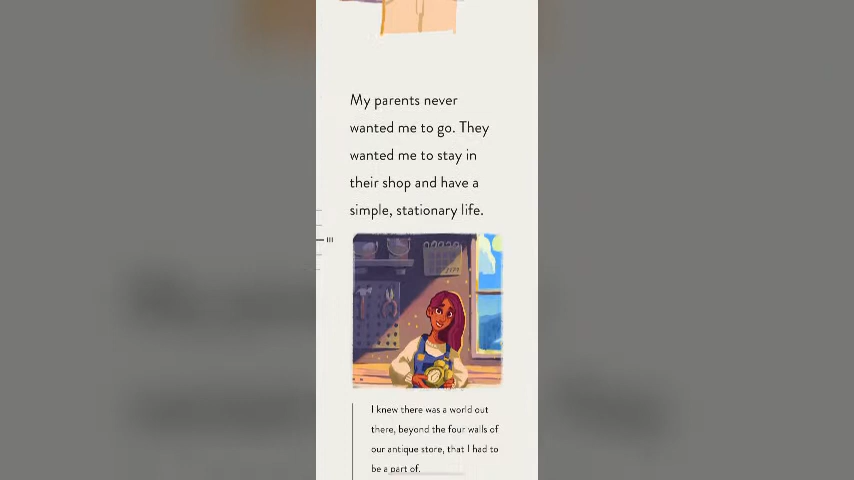 My parents never
wanted me to go. They
wanted me to stay in
their shop and have a
simple, stationary life.
III
I knew there was a world out
there, beyond the four walls of
our antique store, that I had to
be a part of.